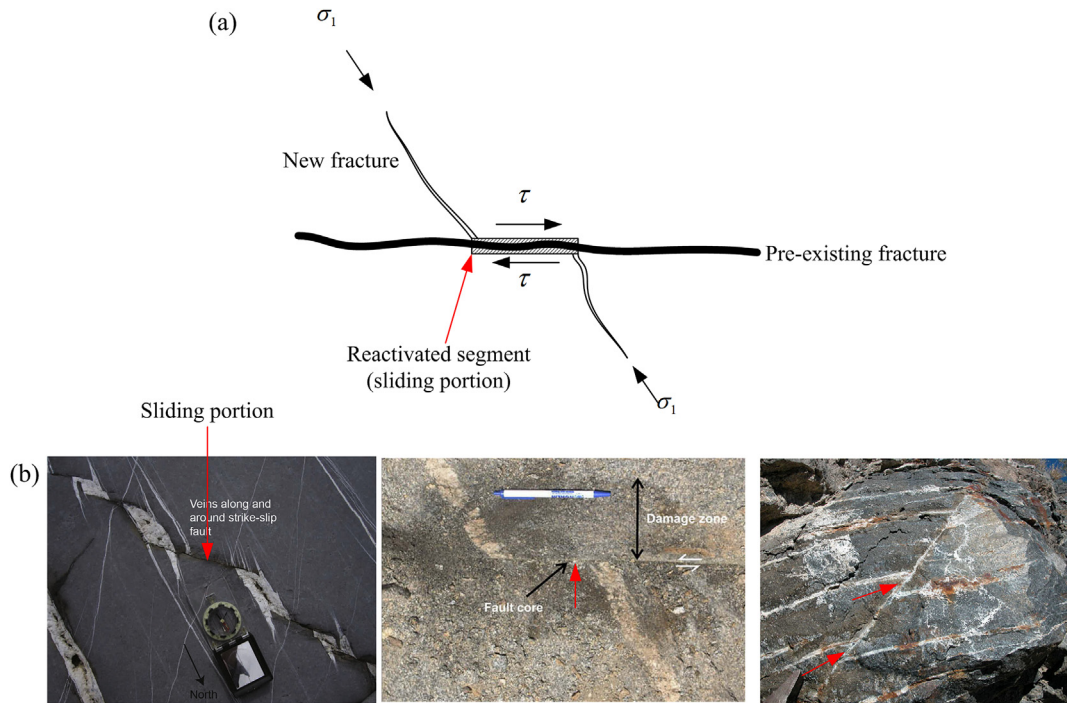 (a)
σ₁
New fracture
τ
Pre-existing fracture
τ
Reactivated segment
(sliding portion)
σ₁
Sliding portion
(b)
Veins along and
around strike-slip
fault
North
Damage zone
Fault core